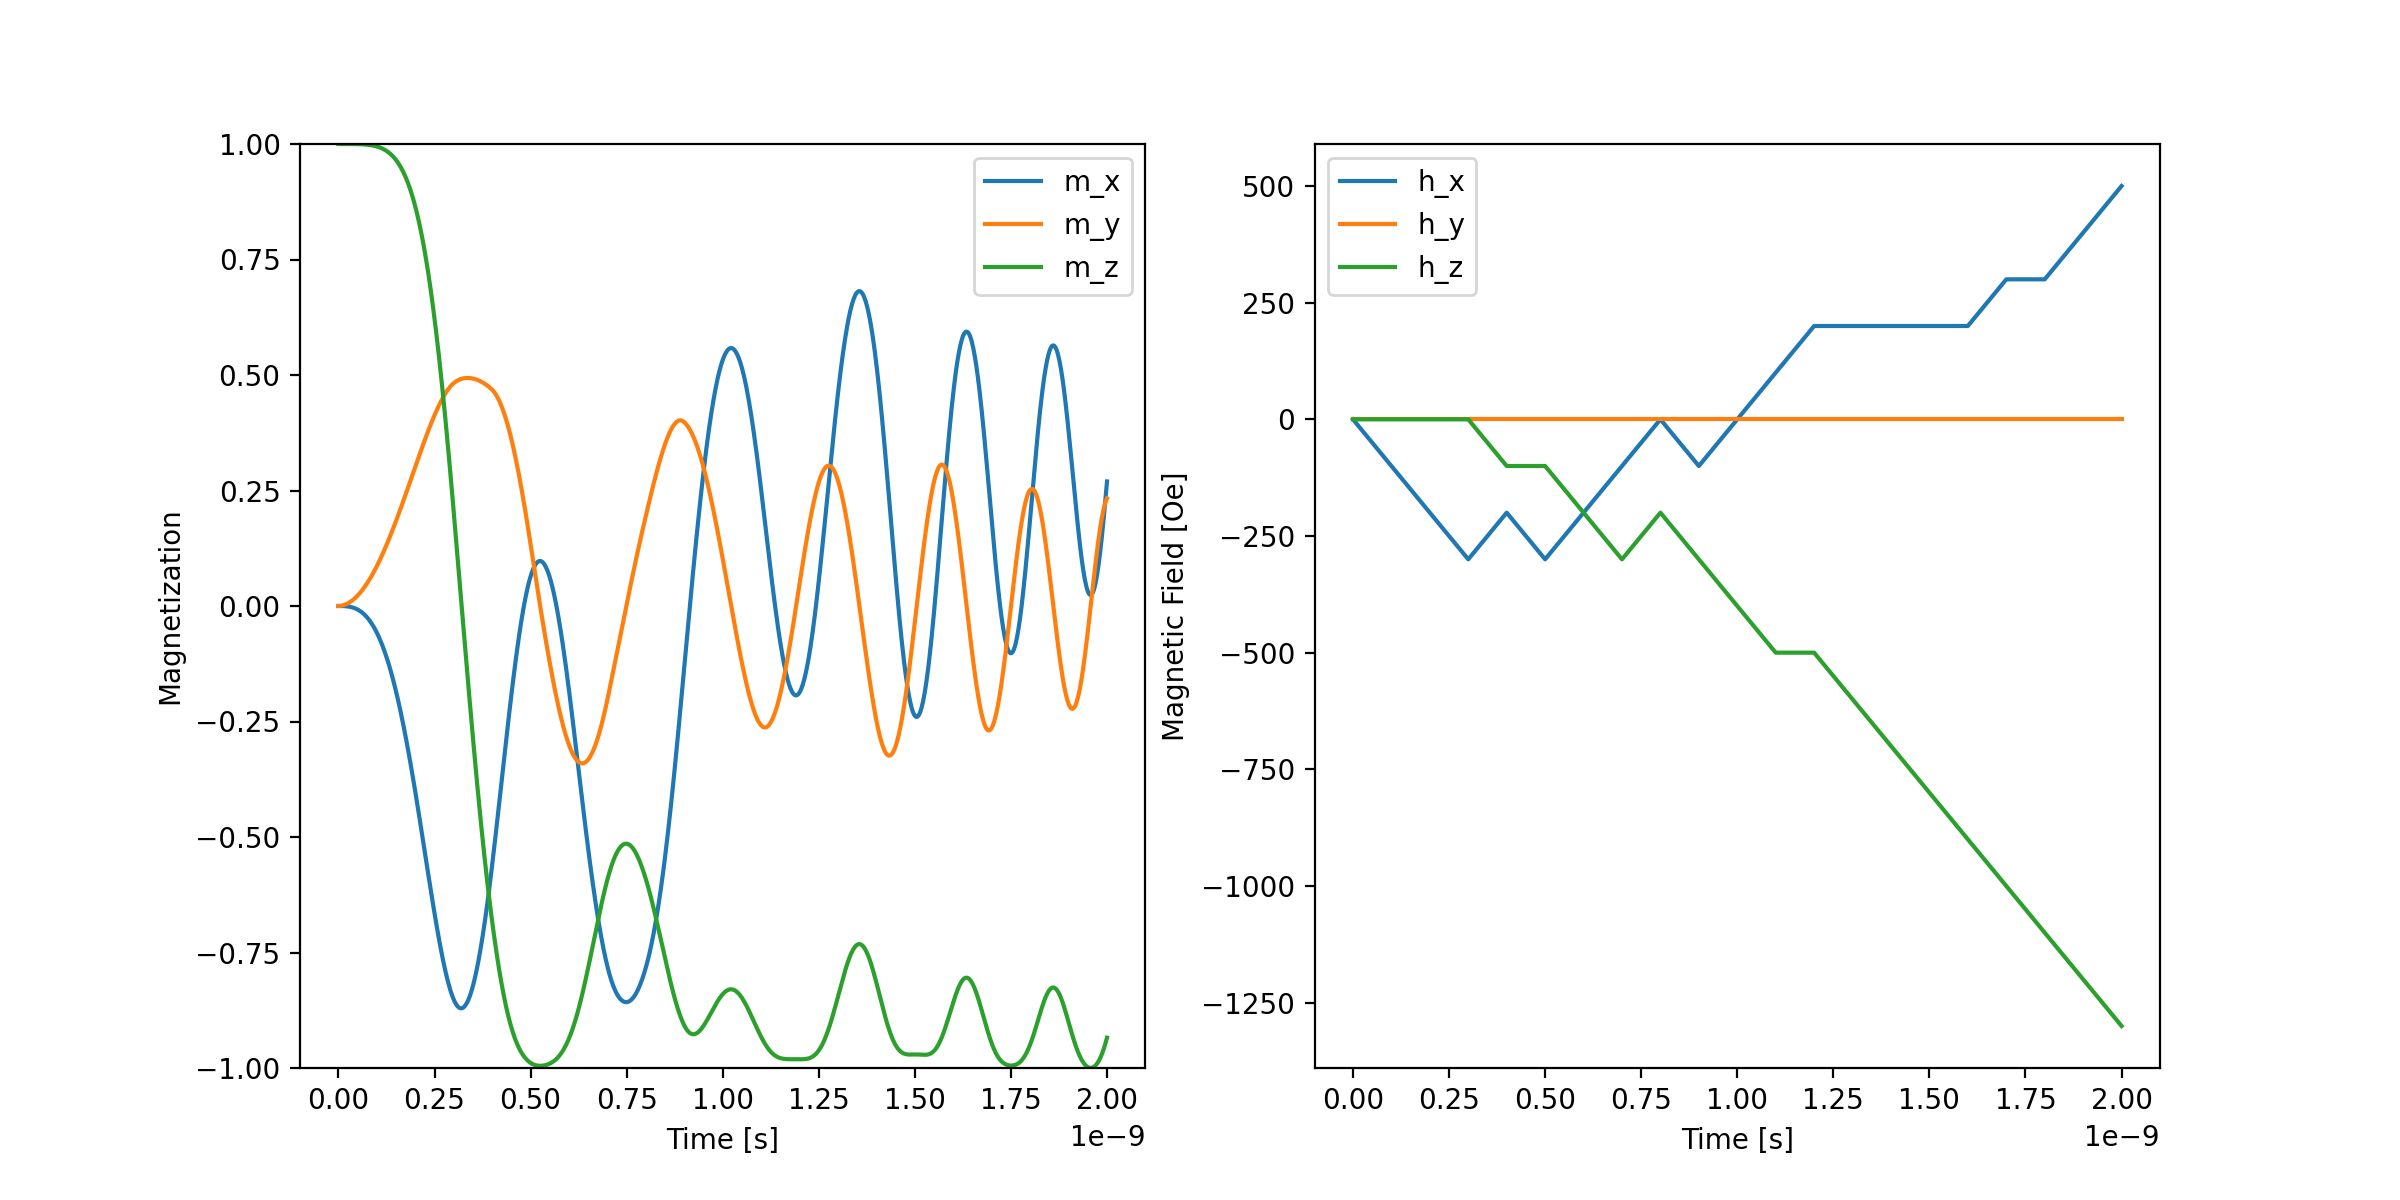 Magnetization
1.00
0.75
0.50
0.25
0.00
−0.25
−0.50
−0.75
−1.00
m_x
m_y
m_z
0.00 0.25 0.50 0.75 1.00 1.25 1.50 1.75 2.00
Time [s]
1e−9
Magnetic Field [Oe]
500
250
0
−250
−500
−750
−1000
−1250
h_x
h_y
h_z
0.00 0.25 0.50 0.75 1.00 1.25 1.50 1.75 2.00
Time [s]
1e−9